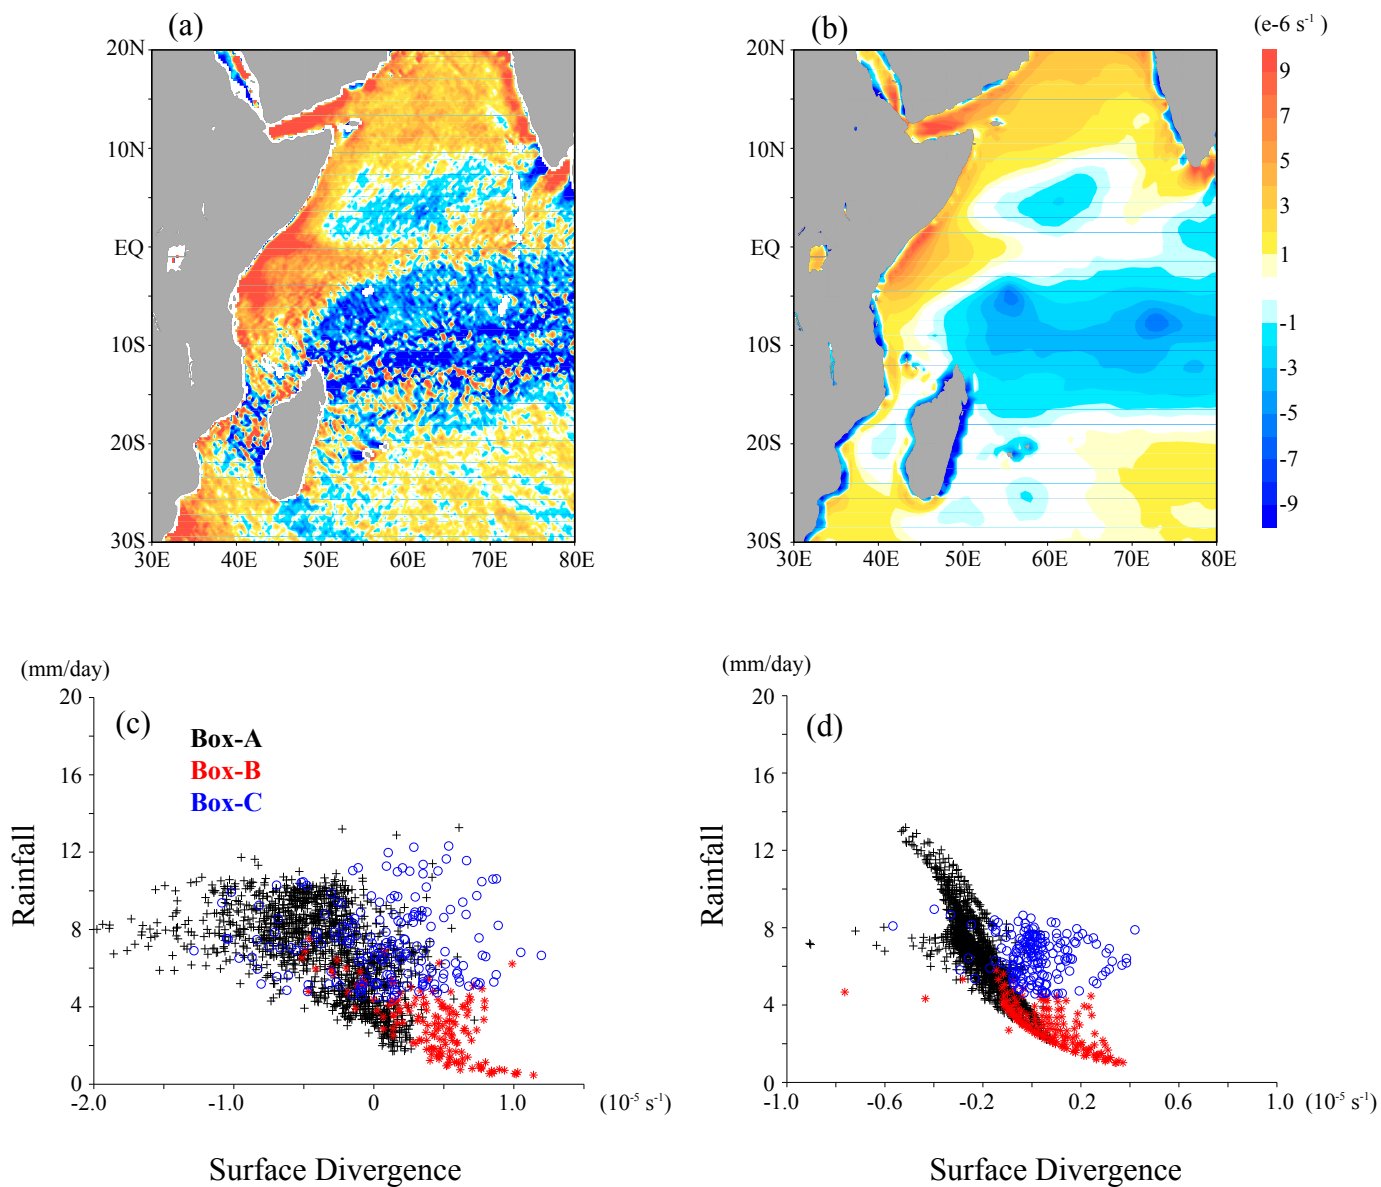 (a)
(b)
(e-6 s⁻¹ )
20N
10N
EQ
10S
20S
30S
30E 40E 50E 60E 70E 80E
20N
10N
EQ
10S
20S
30S
30E 40E 50E 60E 70E 80E
9
7
5
3
1
-1
-3
-5
-7
-9
(mm/day)
(c)
Box-A
Box-B
Box-C
Rainfall
20
16
12
8
4
0
-2.0 -1.0 0 1.0 (10⁻⁵ s⁻¹)
Surface Divergence
(mm/day)
(d)
Rainfall
20
16
12
8
4
0
-1.0 -0.6 -0.2 0.2 0.6 1.0 (10⁻⁵ s⁻¹)
Surface Divergence